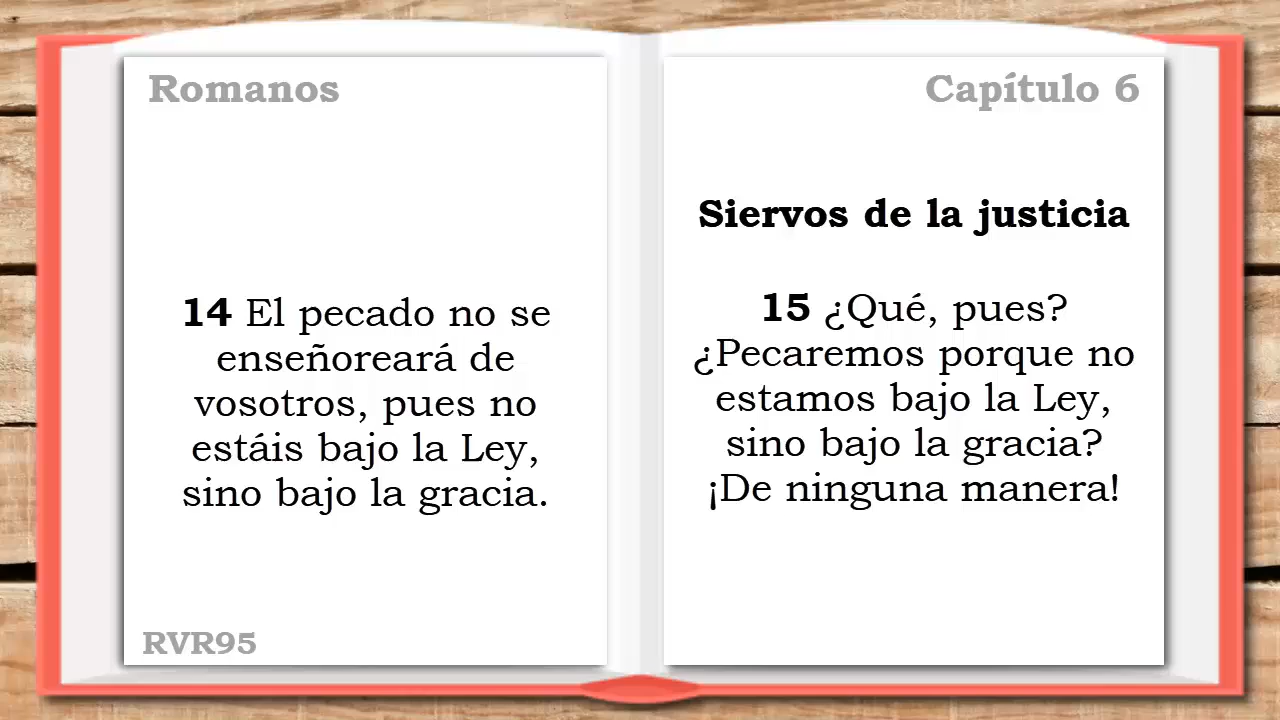 Romanos
14 El pecado no se
enseñoreará de
vosotros, pues no
estáis bajo la Ley,
sino bajo la gracia.
RVR95
Capítulo 6
Siervos de la justicia
15 ¿Qué, pues?
¿Pecaremos porque no
estamos bajo la Ley,
sino bajo la gracia?
¡De ninguna manera!